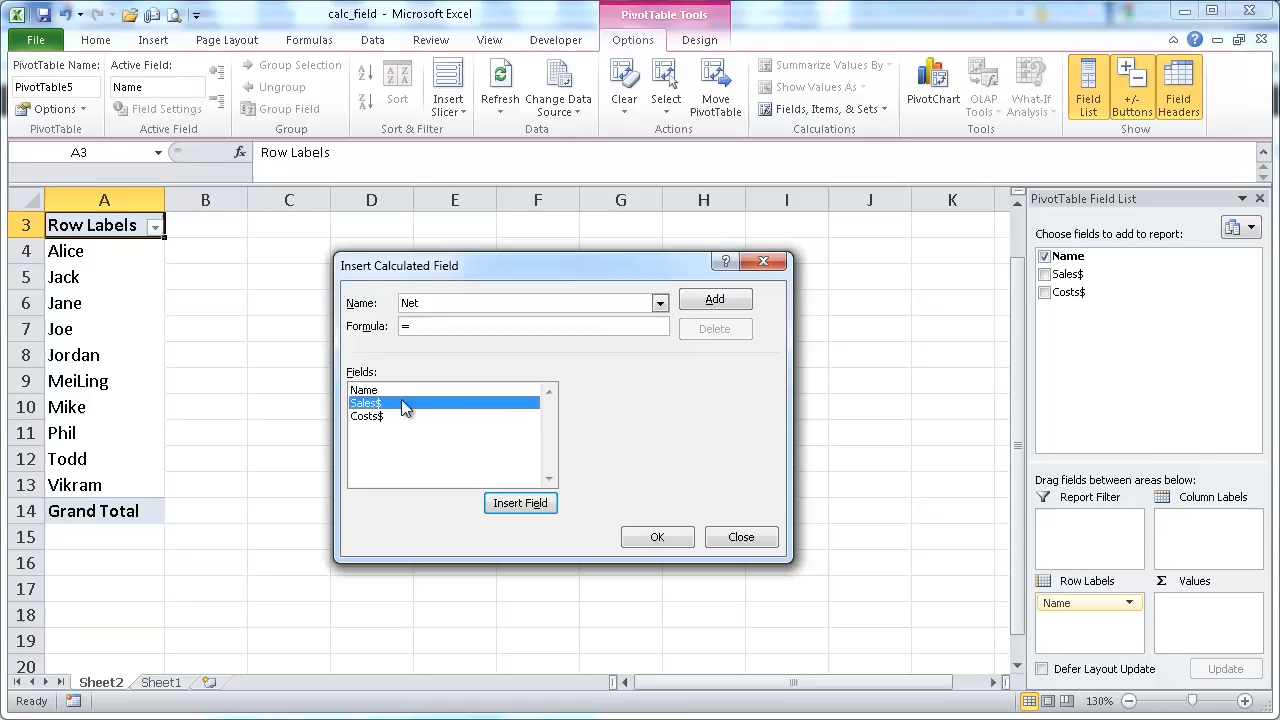 calc_field - Microsoft Excel
PivotTable Tools
File Home Insert Page Layout Formulas Data Review View Developer Options Design
PivotTable Name:
PivotTable5
Options
PivotTable
Active Field:
Name
Field Settings
Active Field
Group Selection
Ungroup
Group Field
Group
Sort
Insert
Slicer
Sort & Filter
Refresh
Change Data
Source
Data
Clear
Select
Move
PivotTable
Actions
Summarize Values By
Show Values As
Fields, Items, & Sets
Calculations
PivotChart
OLAP
Tools
What-If
Analysis
Tools
Field
List
+/-
Buttons
Field
Headers
Show
A3 fx Row Labels
A B C D E F G H I J K
3 Row Labels
4 Alice
5 Jack
6 Jane
7 Joe
8 Jordan
9 MeiLing
10 Mike
11 Phil
12 Todd
13 Vikram
14 Grand Total
15
16
17
18
19
20
Insert Calculated Field
Name: Net
Add
Formula: =
Delete
Fields:
Name
Sales$
Costs$
Insert Field
OK Close
PivotTable Field List
Choose fields to add to report:
Name
Sales$
Costs$
Drag fields between areas below:
Report Filter
Column Labels
Row Labels
Σ Values
Name
Defer Layout Update
Update
Sheet2 Sheet1
Ready
130%